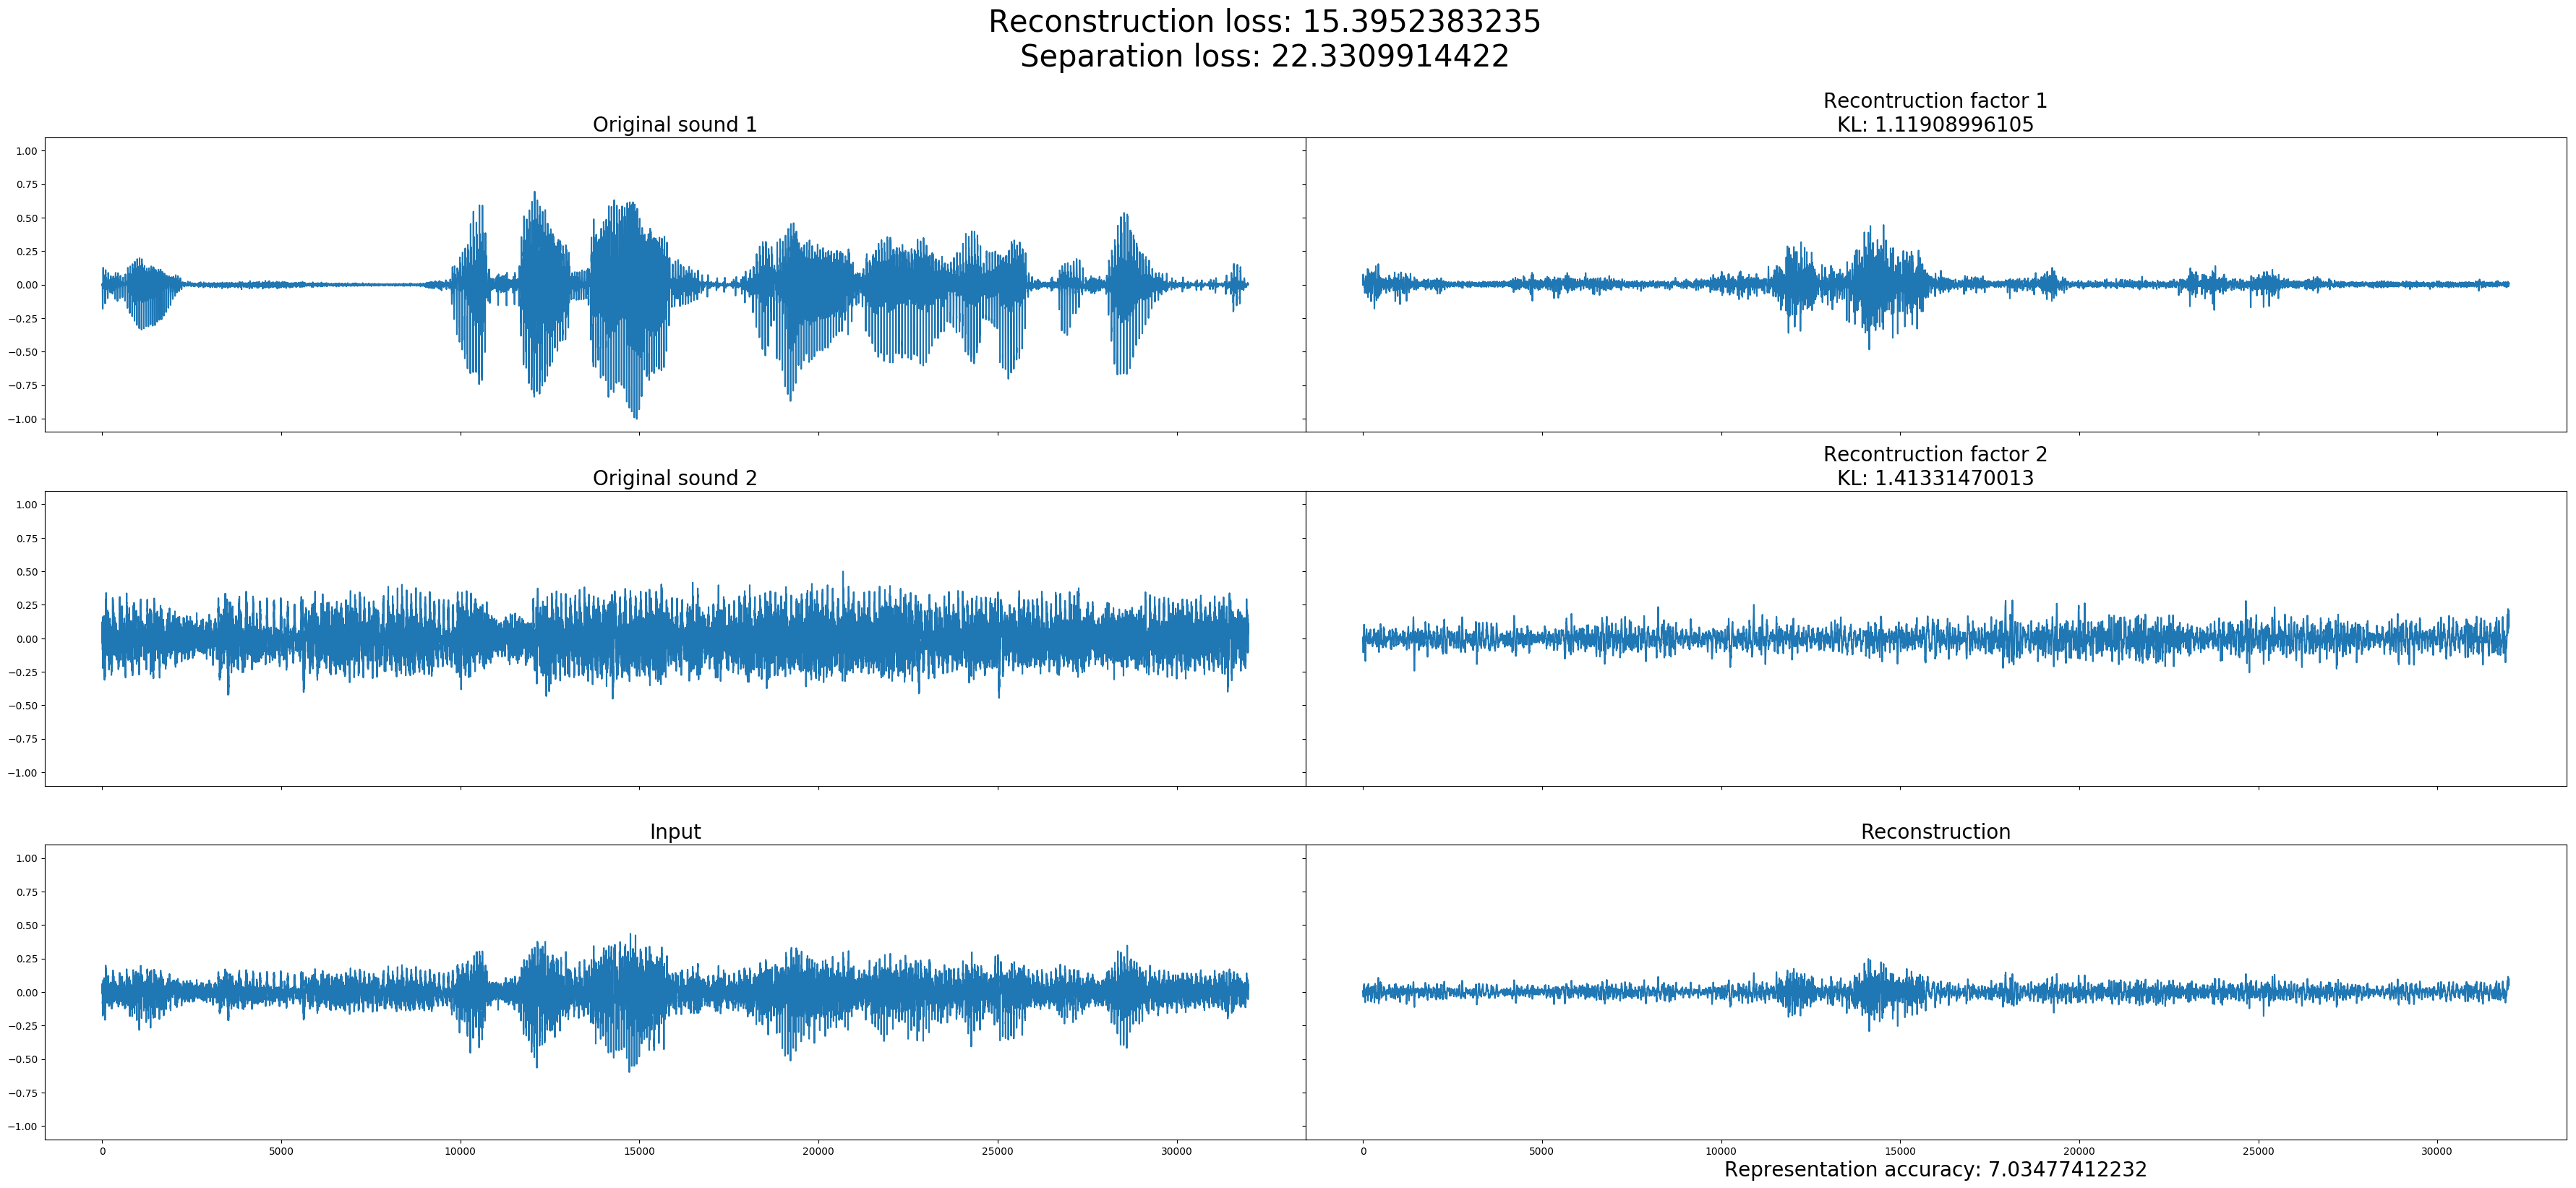 Reconstruction loss: 15.3952383235
Separation loss: 22.3309914422
Original sound 1
Recontruction factor 1
KL: 1.11908996105
1.00
0.75
0.50
0.25
0.00
−0.25
−0.50
−0.75
−1.00
Original sound 2
Recontruction factor 2
KL: 1.41331470013
1.00
0.75
0.50
0.25
0.00
−0.25
−0.50
−0.75
−1.00
Input
Reconstruction
1.00
0.75
0.50
0.25
0.00
−0.25
−0.50
−0.75
−1.00
0 5000 10000 15000 20000 25000 30000
0 5000 10000 15000 20000 25000 30000
Representation accuracy: 7.03477412232